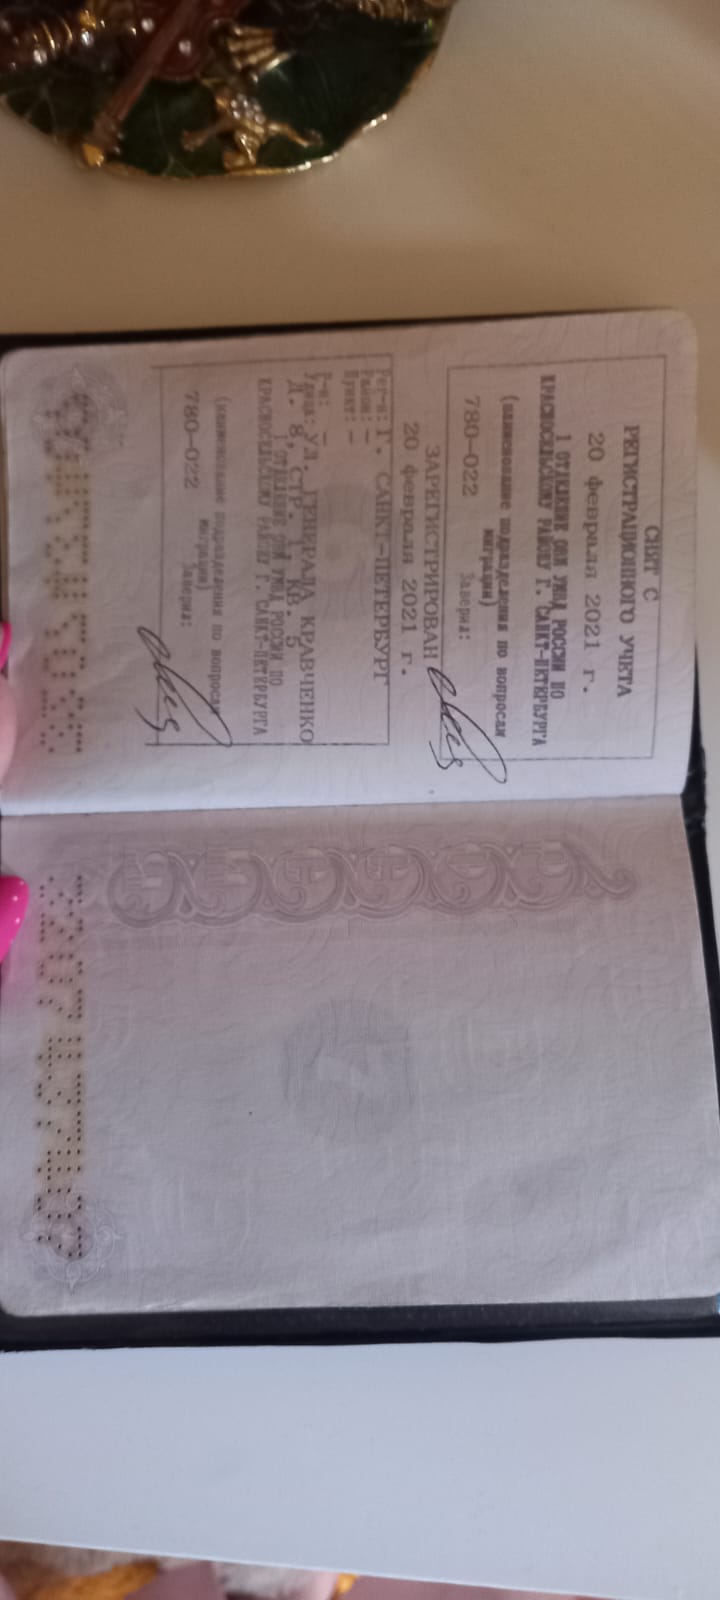 СНЯТ С
РЕГИСТРАЦИОННОГО УЧЕТА
20 февраля 2021 г.
1 ОТДЕЛЕНИЕ ОВМ УМВД РОССИИ ПО
КРАСНОСЕЛЬСКОМУ РАЙОНУ Г. САНКТ-ПЕТЕРБУРГА
(наименование подразделения по вопросам
миграции)
780-022 Заверил:
ЗАРЕГИСТРИРОВАН
20 февраля 2021 г.
Рег-н: Г. САНКТ-ПЕТЕРБУРГ
Район: -
Пункт: -
Р-н: -
Улица: УЛ. ГЕНЕРАЛА КРАВЧЕНКО
Д. 8, СТР. КВ. 5
1 ОТДЕЛЕНИЕ ОВМ УМВД РОССИИ ПО
КРАСНОСЕЛЬСКОМУ РАЙОНУ Г. САНКТ-ПЕТЕРБУРГА
(наименование подразделения по вопросам
миграции)
780-022 Заверил: